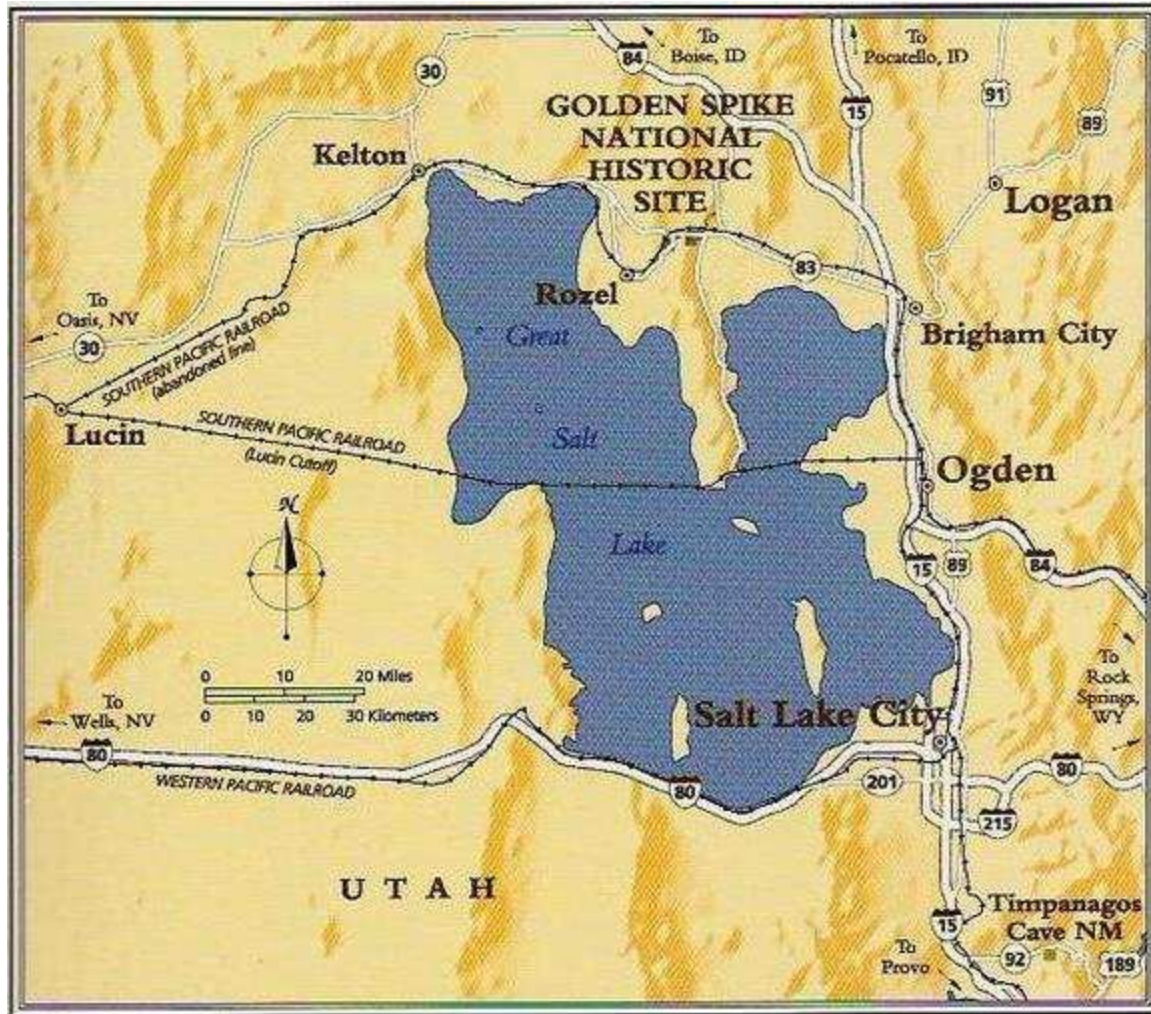 To
Boise, ID
To
Pocatello, ID
30
84
15
91
89
GOLDEN SPIKE
NATIONAL
HISTORIC
SITE
Kelton
Logan
Rozel
83
Brigham City
To
Oasis, NV
30
SOUTHERN PACIFIC RAILROAD
(abandoned line)
Great
Lucin
SOUTHERN PACIFIC RAILROAD
(Lucin Cutoff)
Salt
Ogden
N
Lake
15
89
84
0 10 20 Miles
0 10 20 30 Kilometers
To
Rock
Springs,
WY
To
Wells, NV
Salt Lake City
80
WESTERN PACIFIC RAILROAD
80
201
80
215
UTAH
Timpanagos
Cave NM
15
To
Provo
92
189